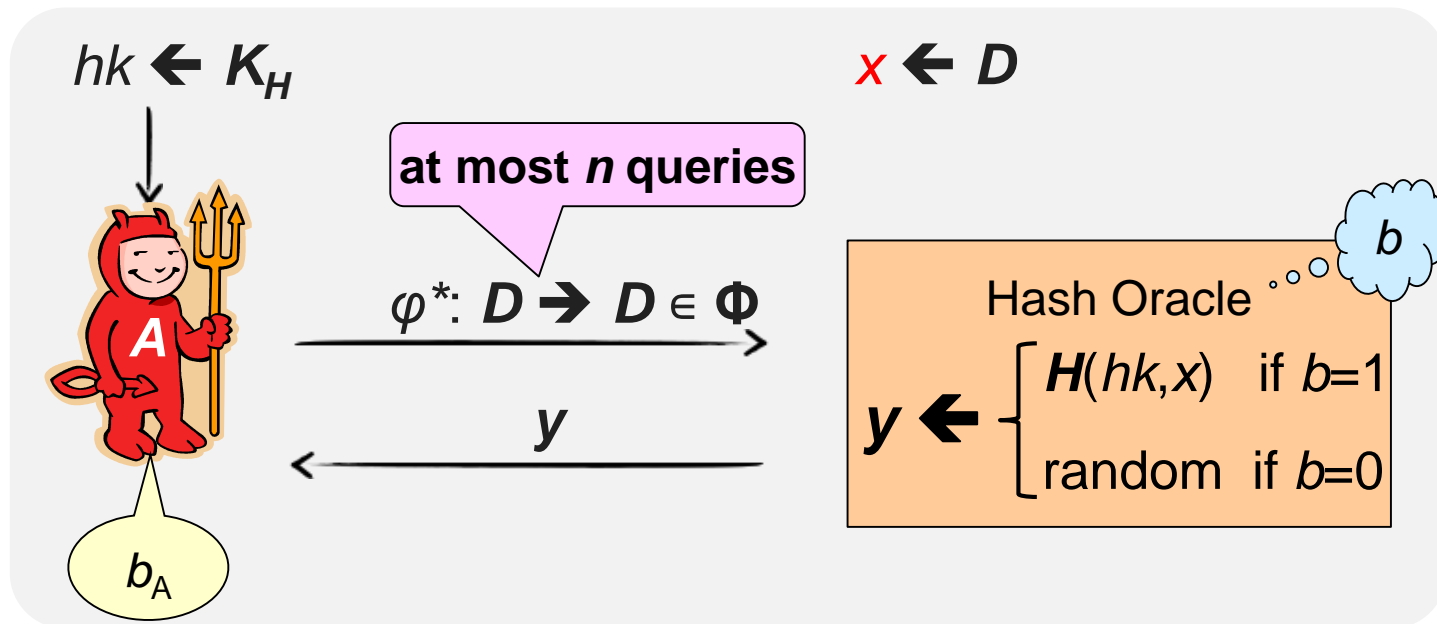 hk ← K_H
x ← D
at most n queries
φ*: D → D ∈ Φ
y
b
Hash Oracle
y ← { H(hk,x) if b=1
random if b=0
A
b_A